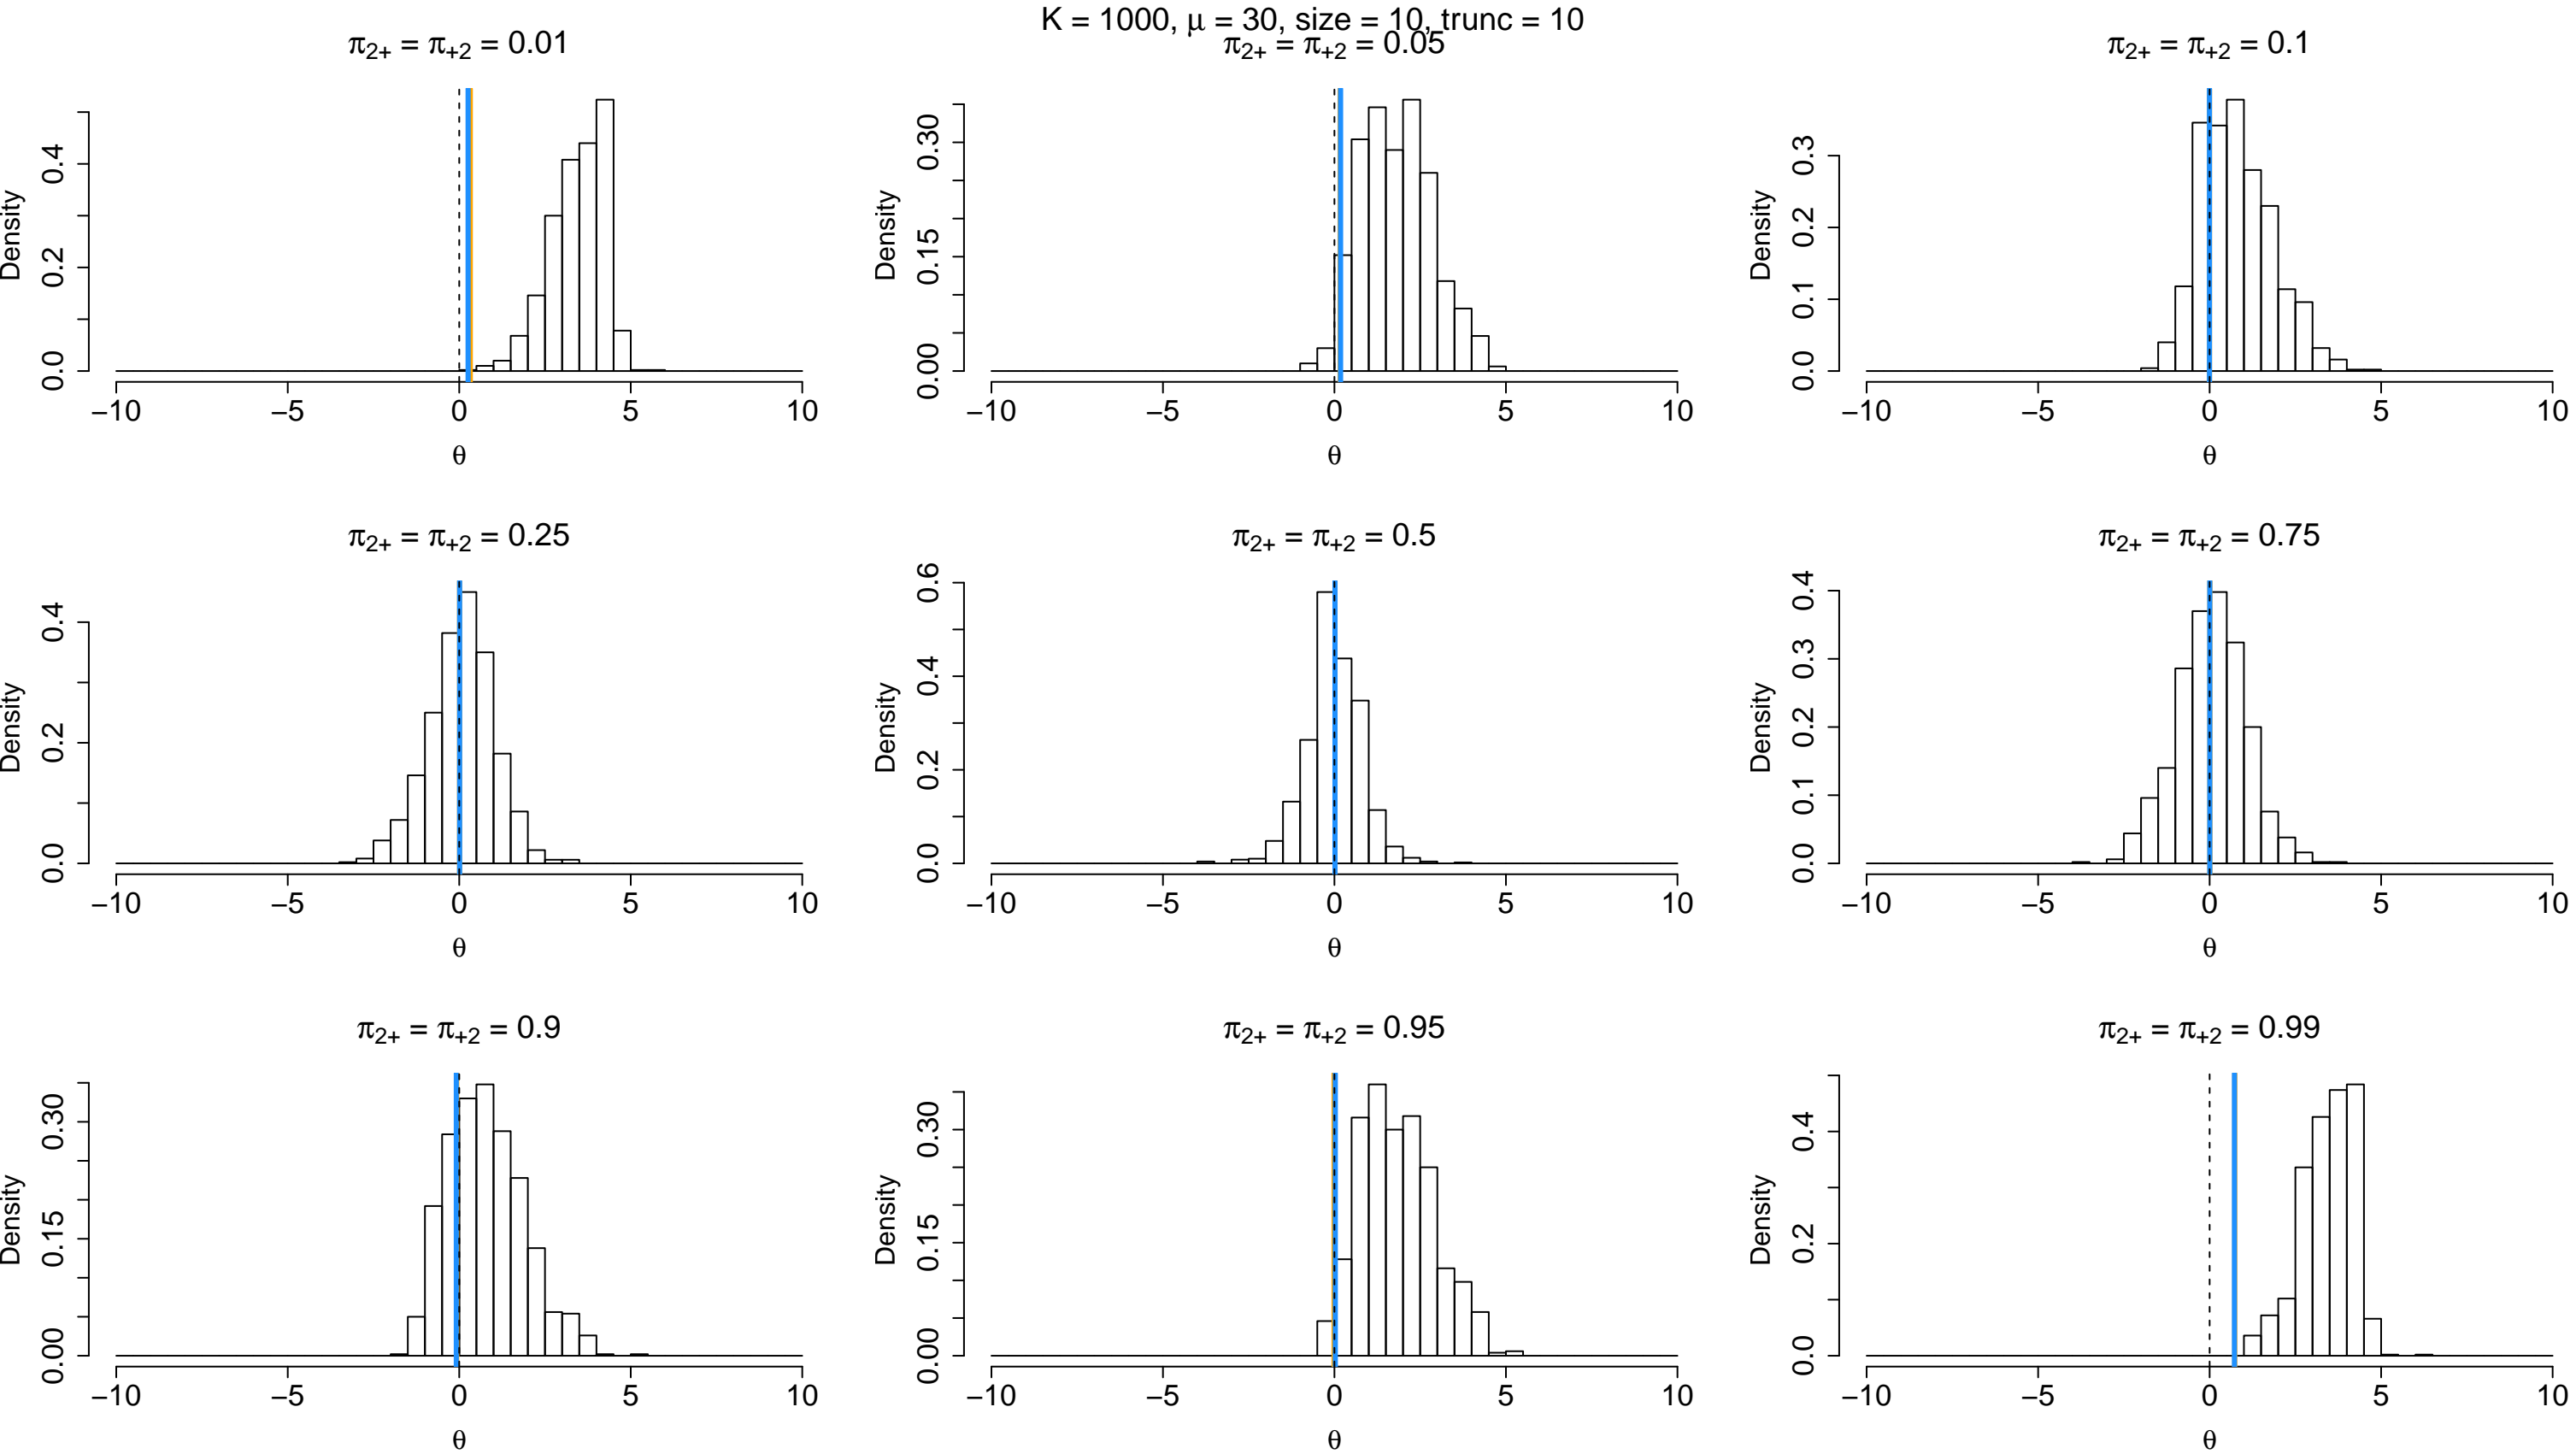 K = 1000, μ = 30, size = 10, trunc = 10
π2+ = π+2 = 0.01
Density
0.0 0.2 0.4
−10 −5 0 5 10
θ
π2+ = π+2 = 0.05
Density
0.00 0.15 0.30
−10 −5 0 5 10
θ
π2+ = π+2 = 0.1
Density
0.0 0.1 0.2 0.3
−10 −5 0 5 10
θ
π2+ = π+2 = 0.25
Density
0.0 0.2 0.4
−10 −5 0 5 10
θ
π2+ = π+2 = 0.5
Density
0.0 0.2 0.4 0.6
−10 −5 0 5 10
θ
π2+ = π+2 = 0.75
Density
0.0 0.1 0.2 0.3 0.4
−10 −5 0 5 10
θ
π2+ = π+2 = 0.9
Density
0.00 0.15 0.30
−10 −5 0 5 10
θ
π2+ = π+2 = 0.95
Density
0.00 0.15 0.30
−10 −5 0 5 10
θ
π2+ = π+2 = 0.99
Density
0.0 0.2 0.4
−10 −5 0 5 10
θ